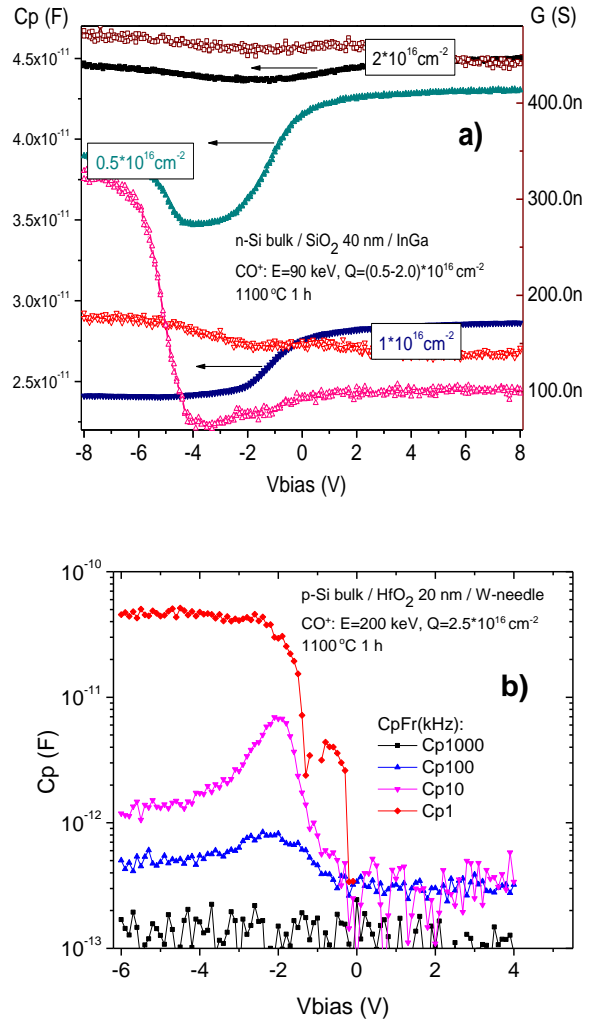 Cp (F)
G (S)
4.5x10⁻¹¹
4.0x10⁻¹¹
3.5x10⁻¹¹
3.0x10⁻¹¹
2.5x10⁻¹¹
400.0n
300.0n
200.0n
100.0n
2*10¹⁶cm⁻²
a)
0.5*10¹⁶cm⁻²
n-Si bulk / SiO₂ 40 nm / InGa
CO⁺: E=90 keV, Q=(0.5-2.0)*10¹⁶cm⁻²
1100 °C 1 h
1*10¹⁶cm⁻²
-8 -6 -4 -2 0 2 4 6 8
Vbias (V)
Cp (F)
10⁻¹⁰
10⁻¹¹
10⁻¹²
10⁻¹³
p-Si bulk / HfO₂ 20 nm / W-needle
CO⁺: E=200 keV, Q=2.5*10¹⁶cm⁻²
1100 °C 1 h
b)
CpFr(kHz):
Cp1000
Cp100
Cp10
Cp1
-6 -4 -2 0 2 4
Vbias (V)